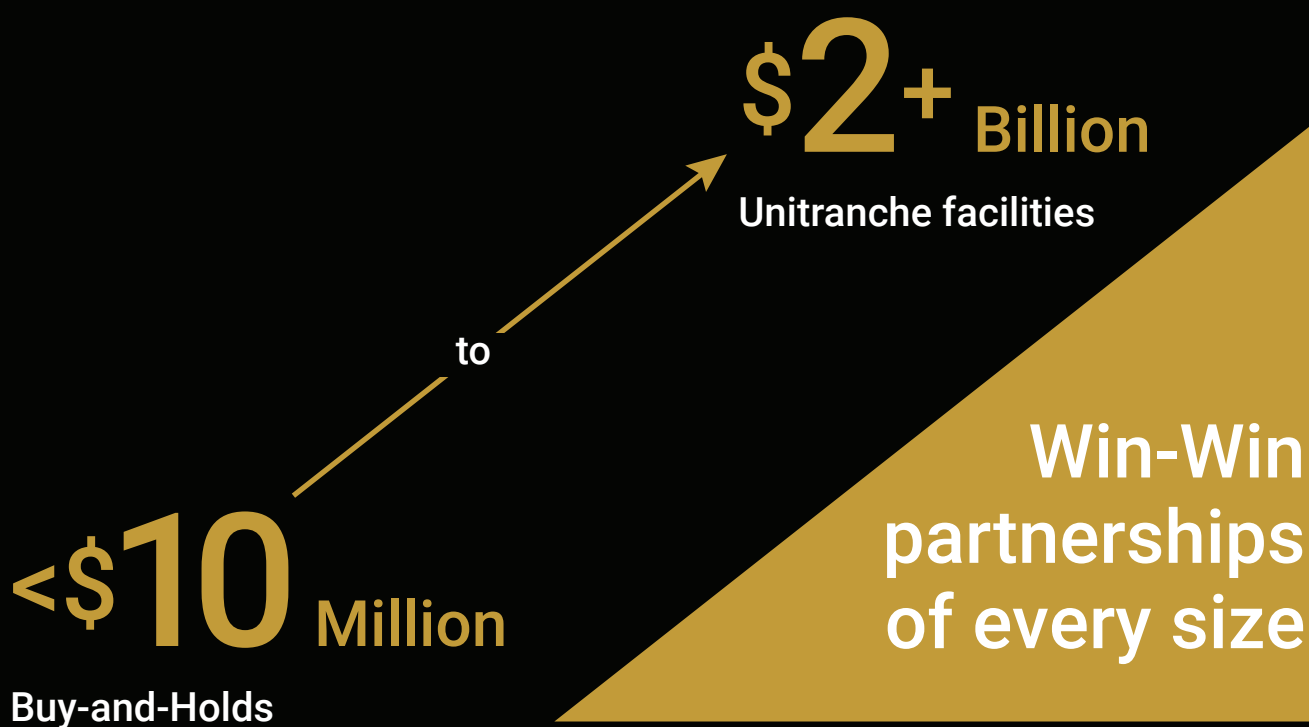 $2+ Billion
Unitranche facilities
to
<$10 Million
Buy-and-Holds
Win-Win
partnerships
of every size